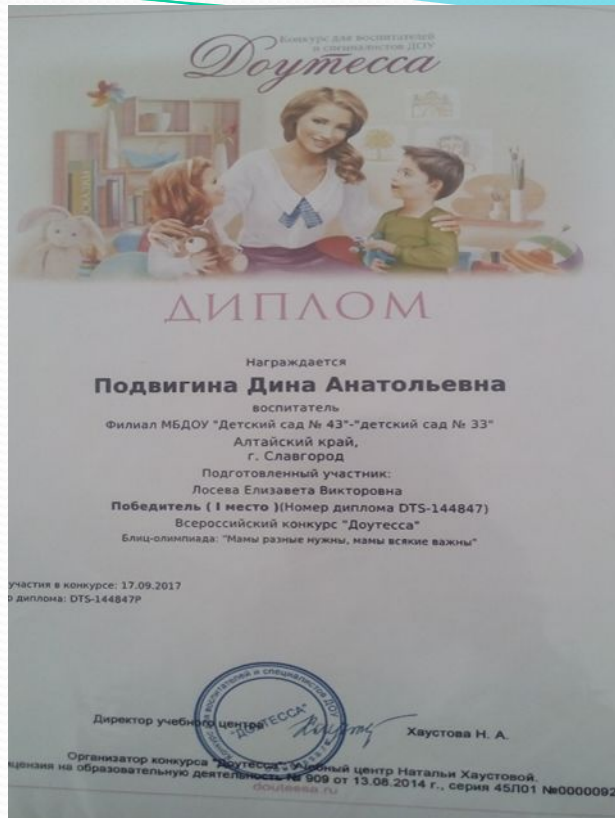 Конкурс для воспитателей
и специалистов ДОУ
Доутесса
СКАЗКИ
ДИПЛОМ
Награждается
Подвигина Дина Анатольевна
воспитатель
Филиал МБДОУ "Детский сад № 43"-"детский сад № 33"
Алтайский край,
г. Славгород
Подготовленный участник:
Лосева Елизавета Викторовна
Победитель ( I место )(Номер диплома DTS-144847)
Всероссийский конкурс "Доутесса"
Блиц-олимпиада: "Мамы разные нужны, мамы всякие важны"
участия в конкурсе: 17.09.2017
диплома: DTS-144847P
"ДОУТЕССА"
Директор учебного центра
Хаустова Н. А.
Организатор конкурса "Доутесса" - Учебный центр Натальи Хаустовой.
цензия на образовательную деятельность № 909 от 13.08.2014 г., серия 45Л01 №0000092
doutessa.ru